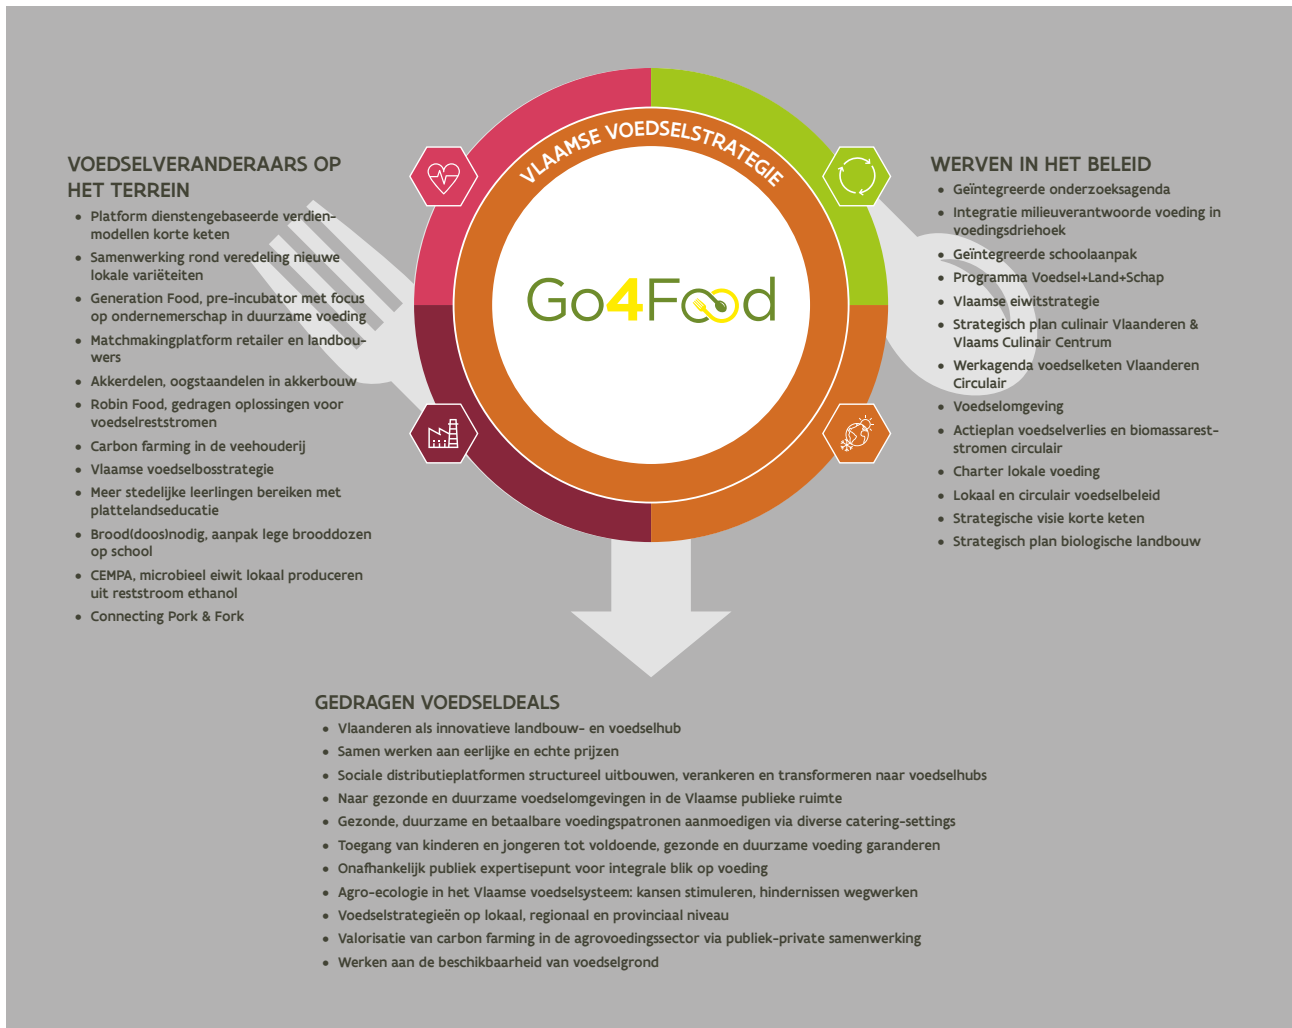 VLAAMSE VOEDSELSTRATEGIE
Go4Food
VOEDSELVERANDERAARS OP
HET TERREIN
• Platform dienstengebaseerde verdien-
modellen korte keten
• Samenwerking rond veredeling nieuwe
lokale variëteiten
• Generation Food, pre-incubator met focus
op ondernemerschap in duurzame voeding
• Matchmakingplatform retailer en landbou-
wers
• Akkerdelen, oogstaandelen in akkerbouw
• Robin Food, gedragen oplossingen voor
voedselreststromen
• Carbon farming in de veehouderij
• Vlaamse voedselbosstrategie
• Meer stedelijke leerlingen bereiken met
plattelandseducatie
• Brood(doos)nodig, aanpak lege brooddozen
op school
• CEMPA, microbieel eiwit lokaal produceren
uit reststroom ethanol
• Connecting Pork & Fork
WERVEN IN HET BELEID
• Geïntegreerde onderzoeksagenda
• Integratie milieuverantwoorde voeding in
voedingsdriehoek
• Geïntegreerde schoolaanpak
• Programma Voedsel+Land+Schap
• Vlaamse eiwitstrategie
• Strategisch plan culinair Vlaanderen &
Vlaams Culinair Centrum
• Werkagenda voedselketen Vlaanderen
Circulair
• Voedselomgeving
• Actieplan voedselverlies en biomassarest-
stromen circulair
• Charter lokale voeding
• Lokaal en circulair voedselbeleid
• Strategische visie korte keten
• Strategisch plan biologische landbouw
GEDRAGEN VOEDSELDEALS
• Vlaanderen als innovatieve landbouw- en voedselhub
• Samen werken aan eerlijke en echte prijzen
• Sociale distributieplatformen structureel uitbouwen, verankeren en transformeren naar voedselhubs
• Naar gezonde en duurzame voedselomgevingen in de Vlaamse publieke ruimte
• Gezonde, duurzame en betaalbare voedingspatronen aanmoedigen via diverse catering-settings
• Toegang van kinderen en jongeren tot voldoende, gezonde en duurzame voeding garanderen
• Onafhankelijk publiek expertisepunt voor integrale blik op voeding
• Agro-ecologie in het Vlaamse voedselsysteem: kansen stimuleren, hindernissen wegwerken
• Voedselstrategieën op lokaal, regionaal en provinciaal niveau
• Valorisatie van carbon farming in de agrovoedingssector via publiek-private samenwerking
• Werken aan de beschikbaarheid van voedselgrond